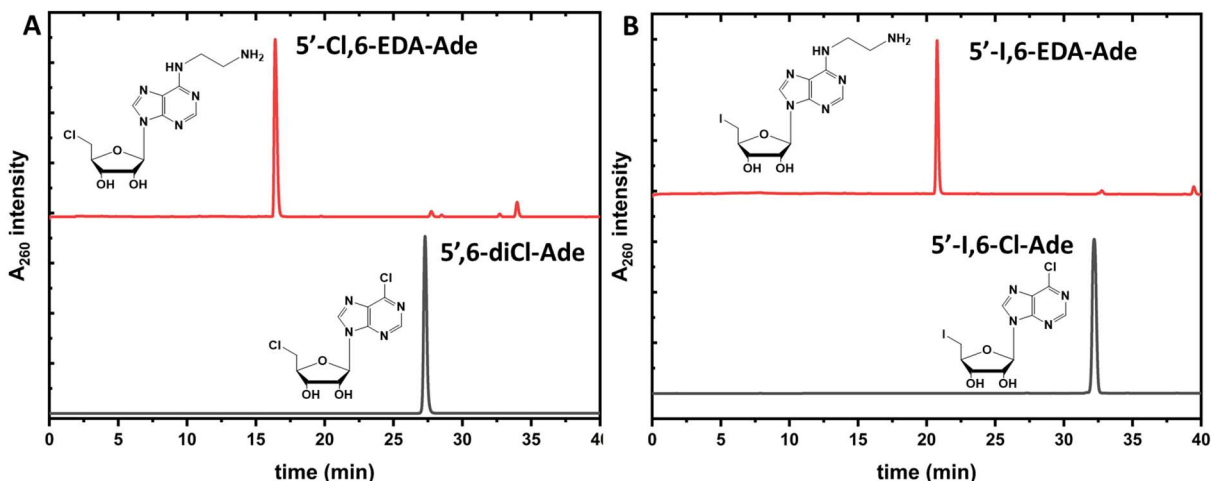 A
5’-Cl,6-EDA-Ade
NH2
HN
N
N
N
N
Cl
O
OH OH
5’,6-diCl-Ade
Cl
N
N
N
N
Cl
O
OH OH
A260 intensity
0 5 10 15 20 25 30 35 40
time (min)
B
5’-I,6-EDA-Ade
NH2
HN
N
N
N
N
I
O
OH OH
5’-I,6-Cl-Ade
Cl
N
N
N
N
I
O
OH OH
A260 intensity
0 5 10 15 20 25 30 35 40
time (min)